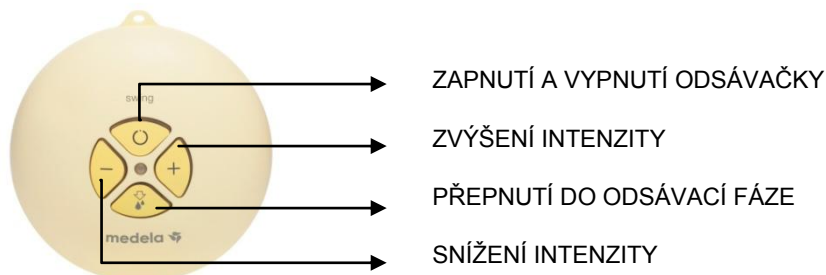 swing
ZAPNUTÍ A VYPNUTÍ ODSÁVAČKY
ZVÝŠENÍ INTENZITY
PŘEPNUTÍ DO ODSÁVACÍ FÁZE
medela
SNÍŽENÍ INTENZITY